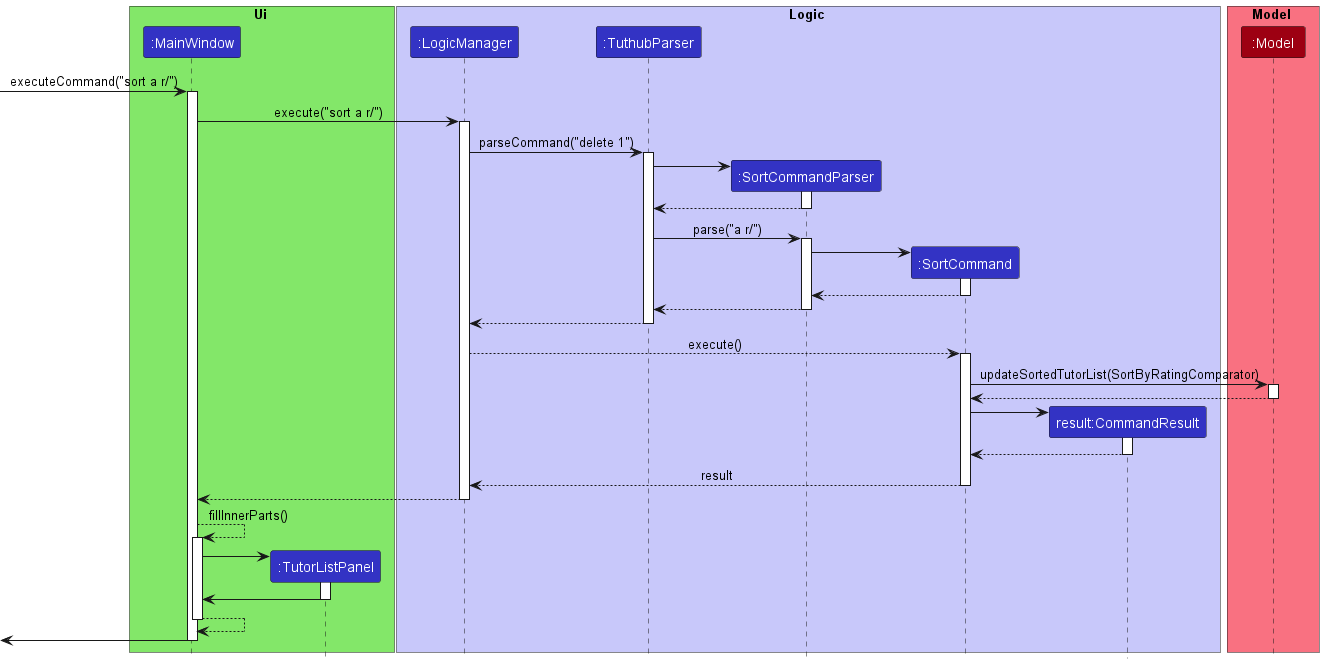 Ui
Logic
Model
:MainWindow
:LogicManager
:TuthubParser
:Model
executeCommand("sort a r/")
execute("sort a r/")
parseCommand("delete 1")
:SortCommandParser
parse("a r/")
:SortCommand
execute()
updateSortedTutorList(SortByRatingComparator)
result:CommandResult
result
fillInnerParts()
:TutorListPanel